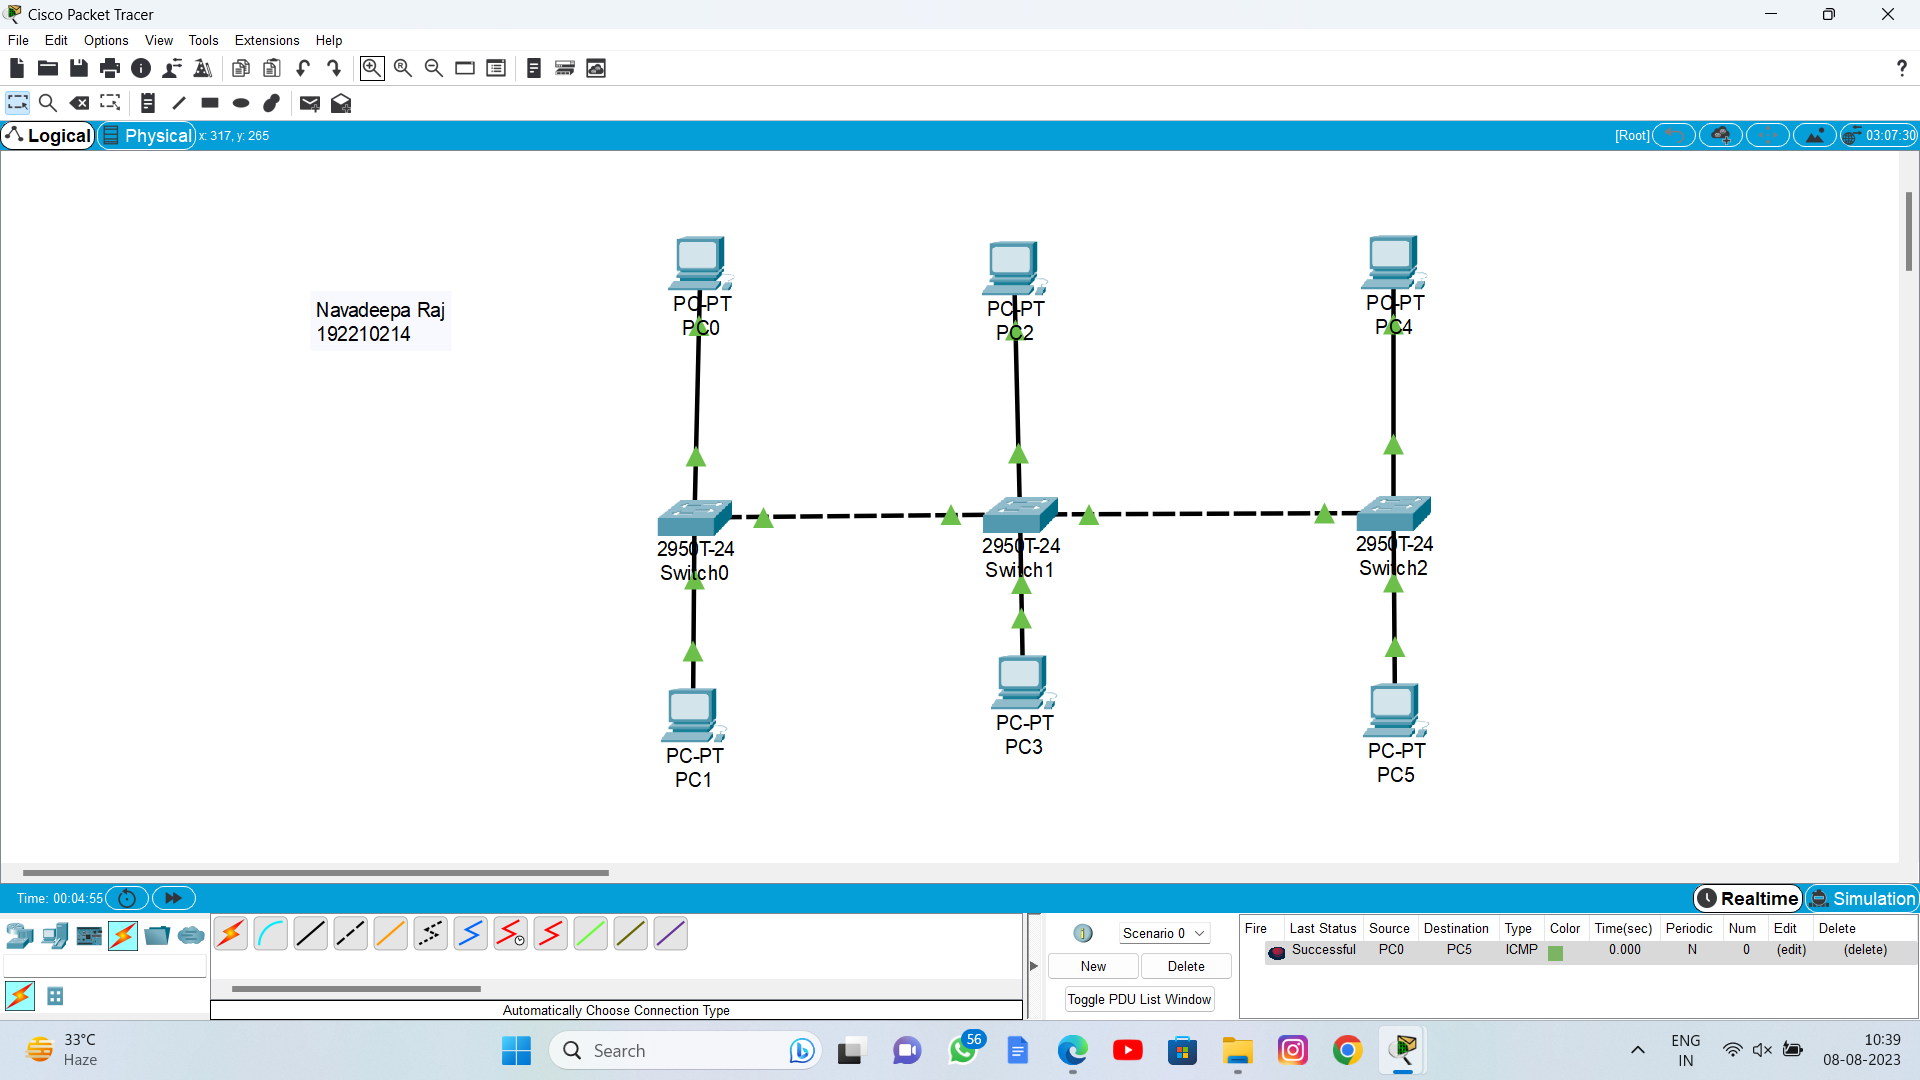 Cisco Packet Tracer
File Edit Options View Tools Extensions Help
?
Logical Physical x: 317, y: 265 [Root] 03:07:30
Navadeepa Raj
192210214
PC-PT
PC0
PC-PT
PC2
PC-PT
PC4
2950T-24
Switch0
2950T-24
Switch1
2950T-24
Switch2
PC-PT
PC1
PC-PT
PC3
PC-PT
PC5
Time: 00:04:55 Realtime Simulation
Scenario 0
New Delete
Toggle PDU List Window
Fire Last Status Source Destination Type Color Time(sec) Periodic Num Edit Delete
Successful PC0 PC5 ICMP 0.000 N 0 (edit) (delete)
Automatically Choose Connection Type
33°C
Haze
Search
56
ENG
IN
10:39
08-08-2023